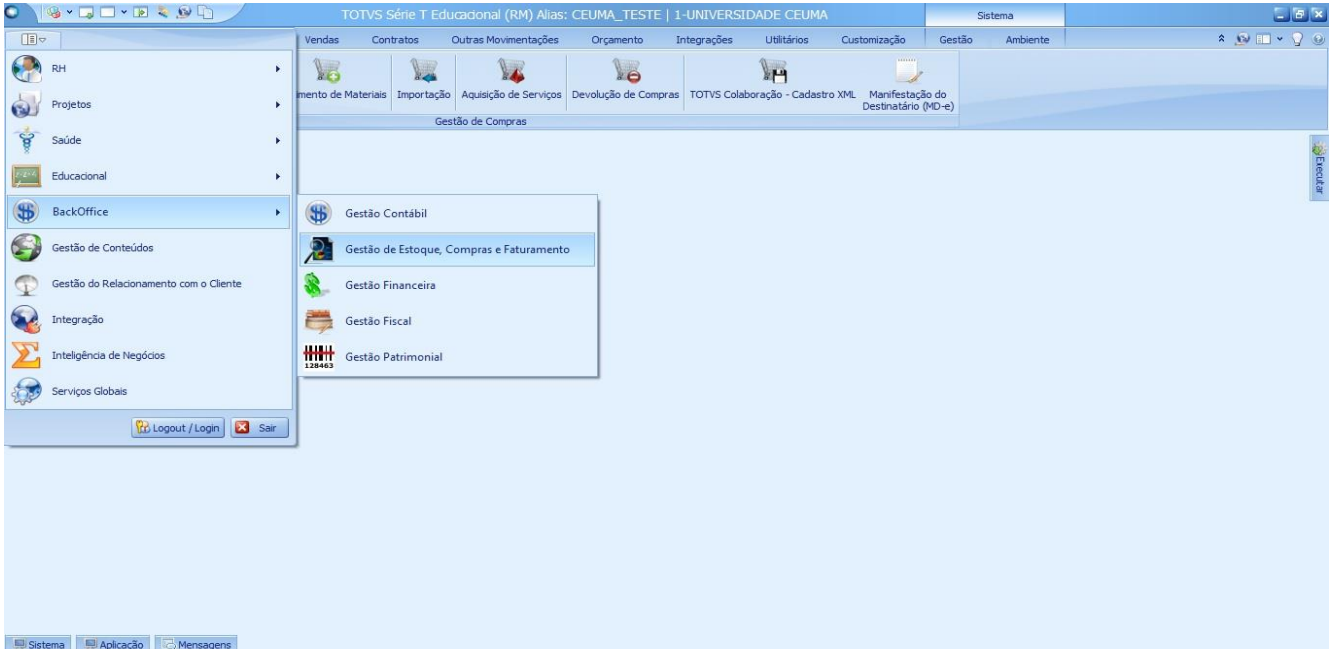 TOTVS Série T Educacional (RM) Alias: CEUMA_TESTE | 1-UNIVERSIDADE CEUMA
Sistema
Vendas Contratos Outras Movimentações Orçamento Integrações Utilitários Customização Gestão Ambiente
imento de Materiais Importação Aquisição de Serviços Devolução de Compras TOTVS Colaboração - Cadastro XML Manifestação do
Destinatário (MD-e)
Gestão de Compras
RH
Projetos
Saúde
Educacional
BackOffice
Gestão de Conteúdos
Gestão do Relacionamento com o Cliente
Integração
Inteligência de Negócios
Serviços Globais
Logout / Login Sair
Gestão Contábil
Gestão de Estoque, Compras e Faturamento
Gestão Financeira
Gestão Fiscal
Gestão Patrimonial
128463
Executar
Sistema Aplicação Mensagens